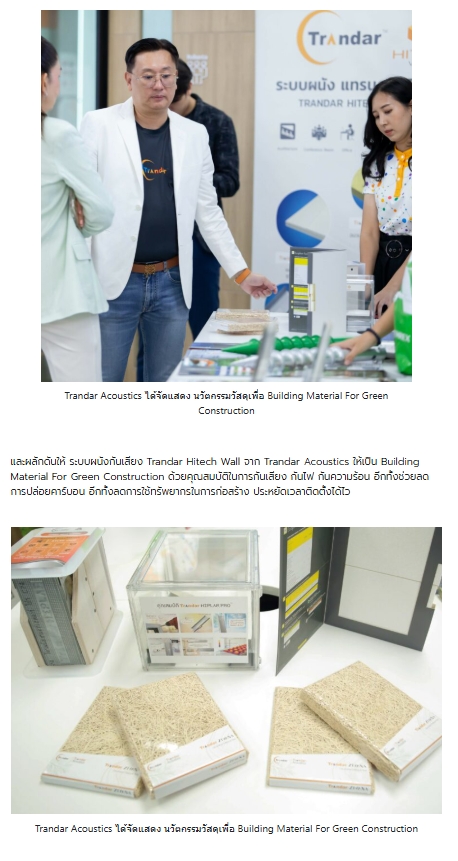 Trandar
ระบบผนัง
TRANDAR
Trandar
Trandar Acoustics ได้จัดแสดง นวัตกรรมวัสดุเพื่อ Building Material For Green
Construction
และผลักดันให้ ระบบผนังกันเสียง Trandar Hitech Wall จาก Trandar Acoustics ให้เป็น Building
Material For Green Construction ด้วยคุณสมบัติในการกันเสียง กันไฟ กันความร้อน อีกทั้งช่วยลด
การปล่อยคาร์บอน อีกทั้งลดการใช้ทรัพยากรในการก่อสร้าง ประหยัดเวลาติดตั้งได้ไว
Trandar Acoustics ได้จัดแสดง นวัตกรรมวัสดุเพื่อ Building Material For Green Construction